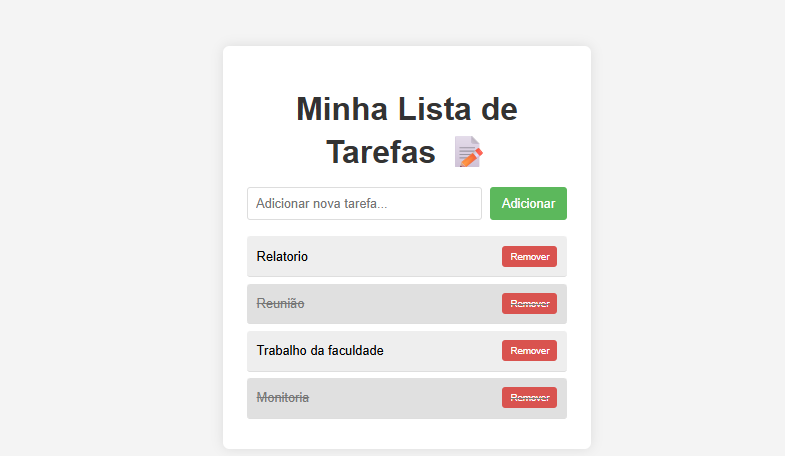 Minha Lista de
Tarefas
Adicionar nova tarefa... Adicionar
Relatorio Remover
Reunião Remover
Trabalho da faculdade Remover
Monitoria Remover